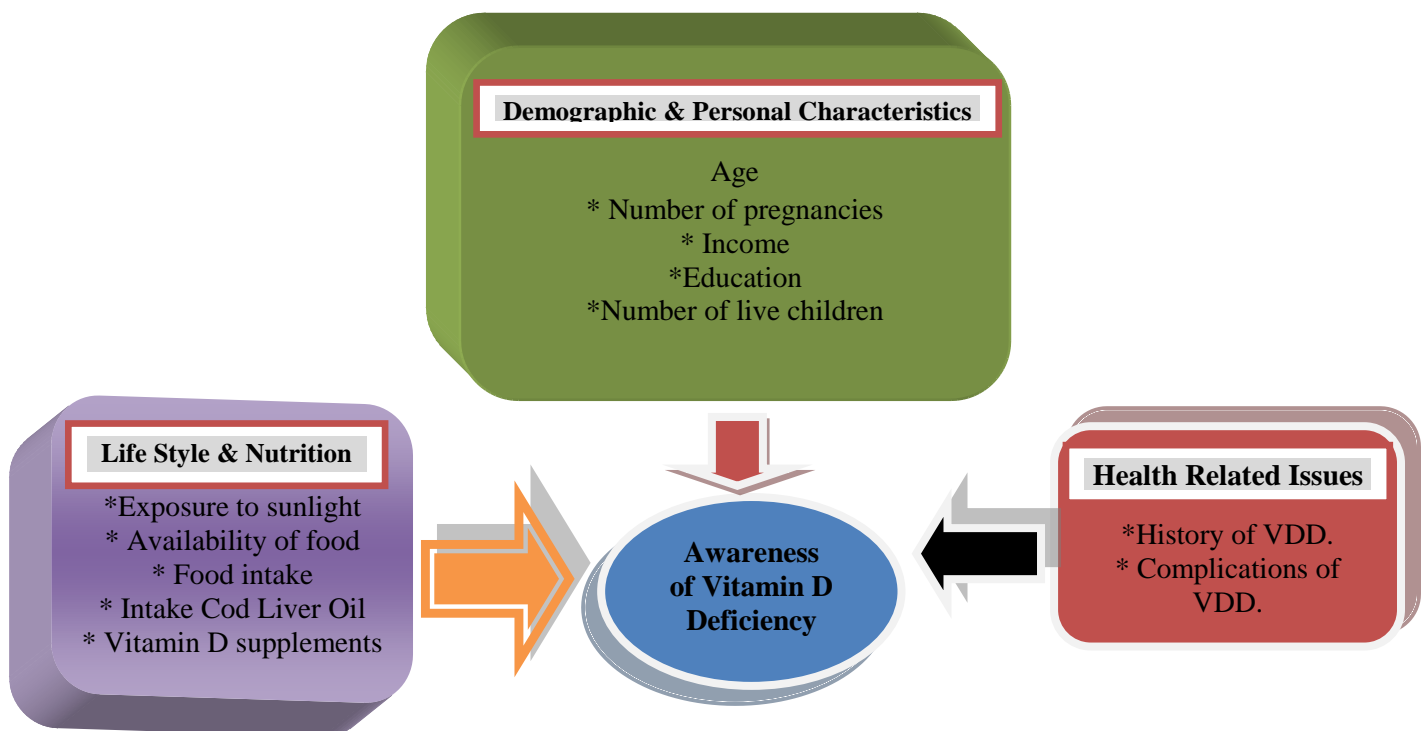 Demographic & Personal Characteristics
Age
* Number of pregnancies
* Income
*Education
*Number of live children
Life Style & Nutrition
*Exposure to sunlight
* Availability of food
* Food intake
* Intake Cod Liver Oil
* Vitamin D supplements
Awareness
of Vitamin D
Deficiency
Health Related Issues
*History of VDD.
* Complications of
VDD.